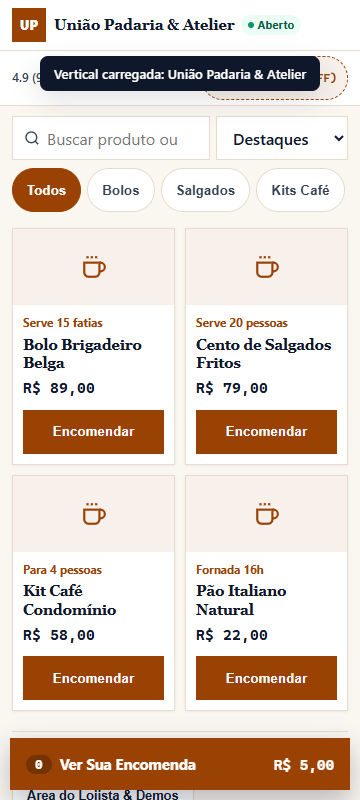 UP União Padaria & Atelier Aberto
4.9 FF)
Vertical carregada: União Padaria & Atelier
Buscar produto ou
Destaques
Todos Bolos Salgados Kits Café
Serve 15 fatias
Bolo Brigadeiro
Belga
R$ 89,00
Encomendar
Serve 20 pessoas
Cento de Salgados
Fritos
R$ 79,00
Encomendar
Para 4 pessoas
Kit Café
Condomínio
R$ 58,00
Encomendar
Fornada 16h
Pão Italiano
Natural
R$ 22,00
Encomendar
0 Ver Sua Encomenda R$ 5,00
Área do Lojista & Demos